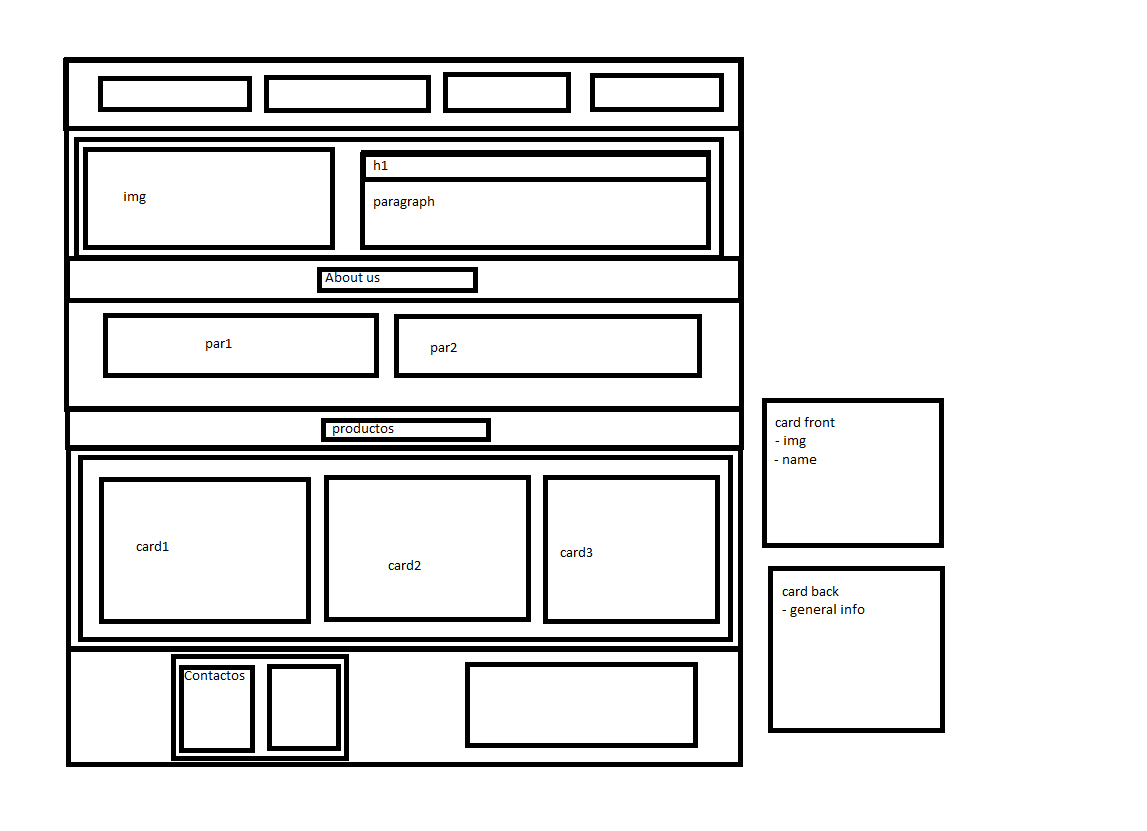 h1
img
paragraph
About us
par1
par2
productos
card1
card2
card3
Contactos
card front
- img
- name
card back
- general info